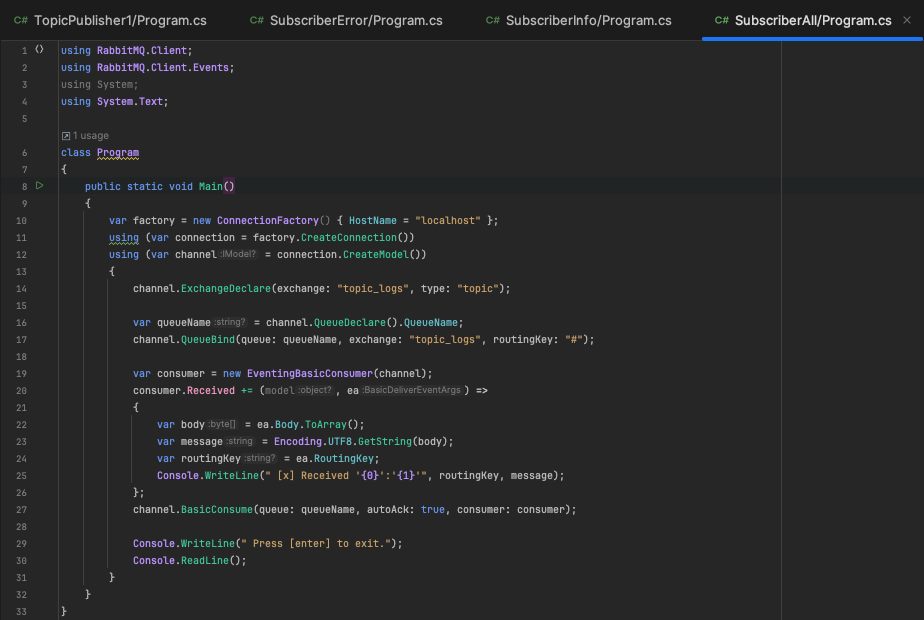 C# TopicPublisher1/Program.cs C# SubscriberError/Program.cs C# SubscriberInfo/Program.cs C# SubscriberAll/Program.cs ×
1 using RabbitMQ.Client;
2 using RabbitMQ.Client.Events;
3 using System;
4 using System.Text;
5
1 usage
6 class Program
7 {
8 public static void Main()
9 {
10 var factory = new ConnectionFactory() { HostName = "localhost" };
11 using (var connection = factory.CreateConnection())
12 using (var channel :IModel? = connection.CreateModel())
13 {
14 channel.ExchangeDeclare(exchange: "topic_logs", type: "topic");
15
16 var queueName :string? = channel.QueueDeclare().QueueName;
17 channel.QueueBind(queue: queueName, exchange: "topic_logs", routingKey: "#");
18
19 var consumer = new EventingBasicConsumer(channel);
20 consumer.Received += (model :object? , ea :BasicDeliverEventArgs ) =>
21 {
22 var body :byte[] = ea.Body.ToArray();
23 var message :string = Encoding.UTF8.GetString(body);
24 var routingKey :string? = ea.RoutingKey;
25 Console.WriteLine(" [x] Received '{0}':'{1}'", routingKey, message);
26 };
27 channel.BasicConsume(queue: queueName, autoAck: true, consumer: consumer);
28
29 Console.WriteLine(" Press [enter] to exit.");
30 Console.ReadLine();
31 }
32 }
33 }